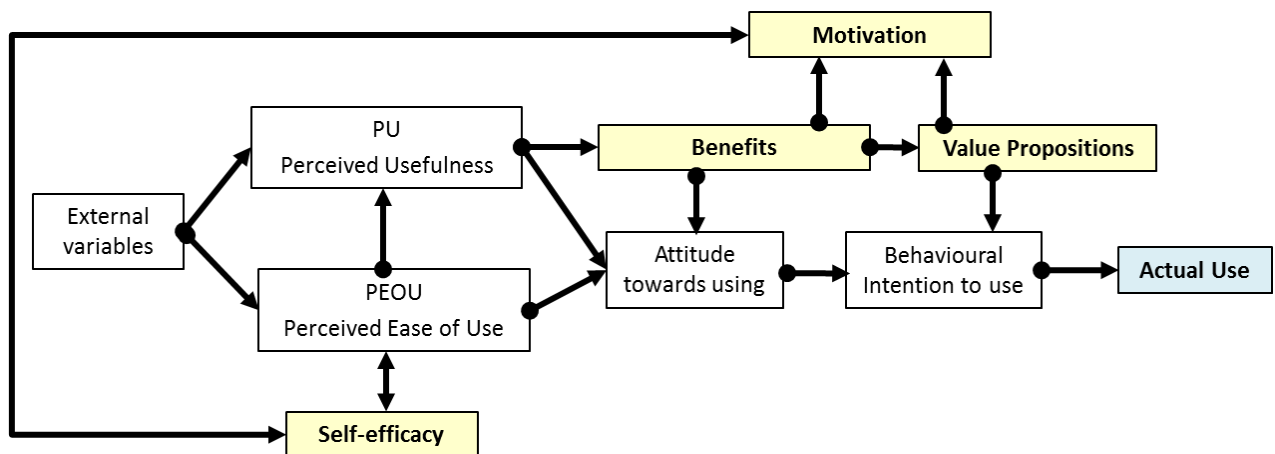 Motivation
PU
Perceived Usefulness
Benefits
Value Propositions
External
variables
Attitude
towards using
Behavioural
Intention to use
Actual Use
PEOU
Perceived Ease of Use
Self-efficacy